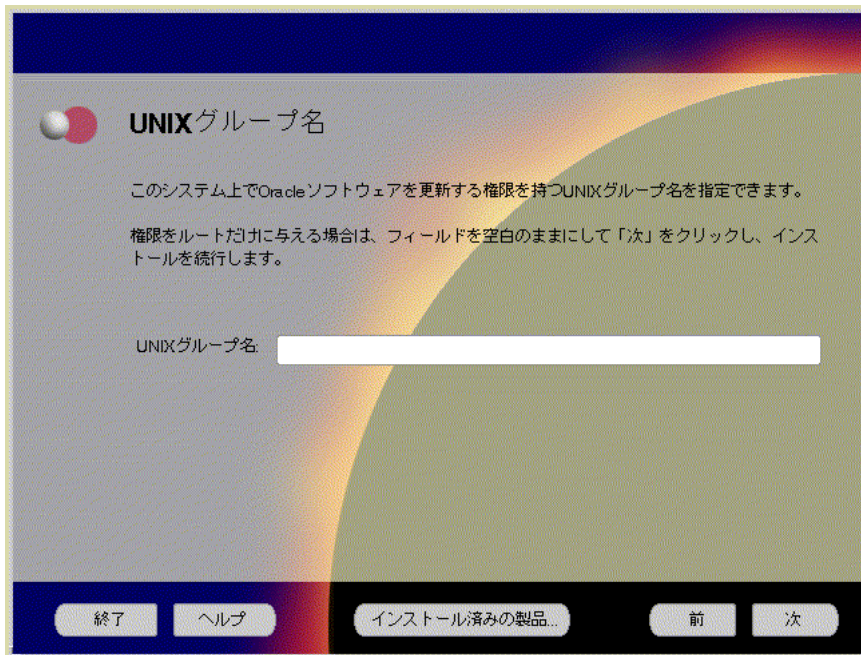 UNIXグループ名
このシステム上でOracleソフトウェアを更新する権限を持つUNIXグループ名を指定できます。
権限をルートだけに与える場合は、フィールドを空白のままにして「次」をクリックし、インス
トールを続行します。
UNIXグループ名:
終了
ヘルプ
インストール済みの製品...
前
次